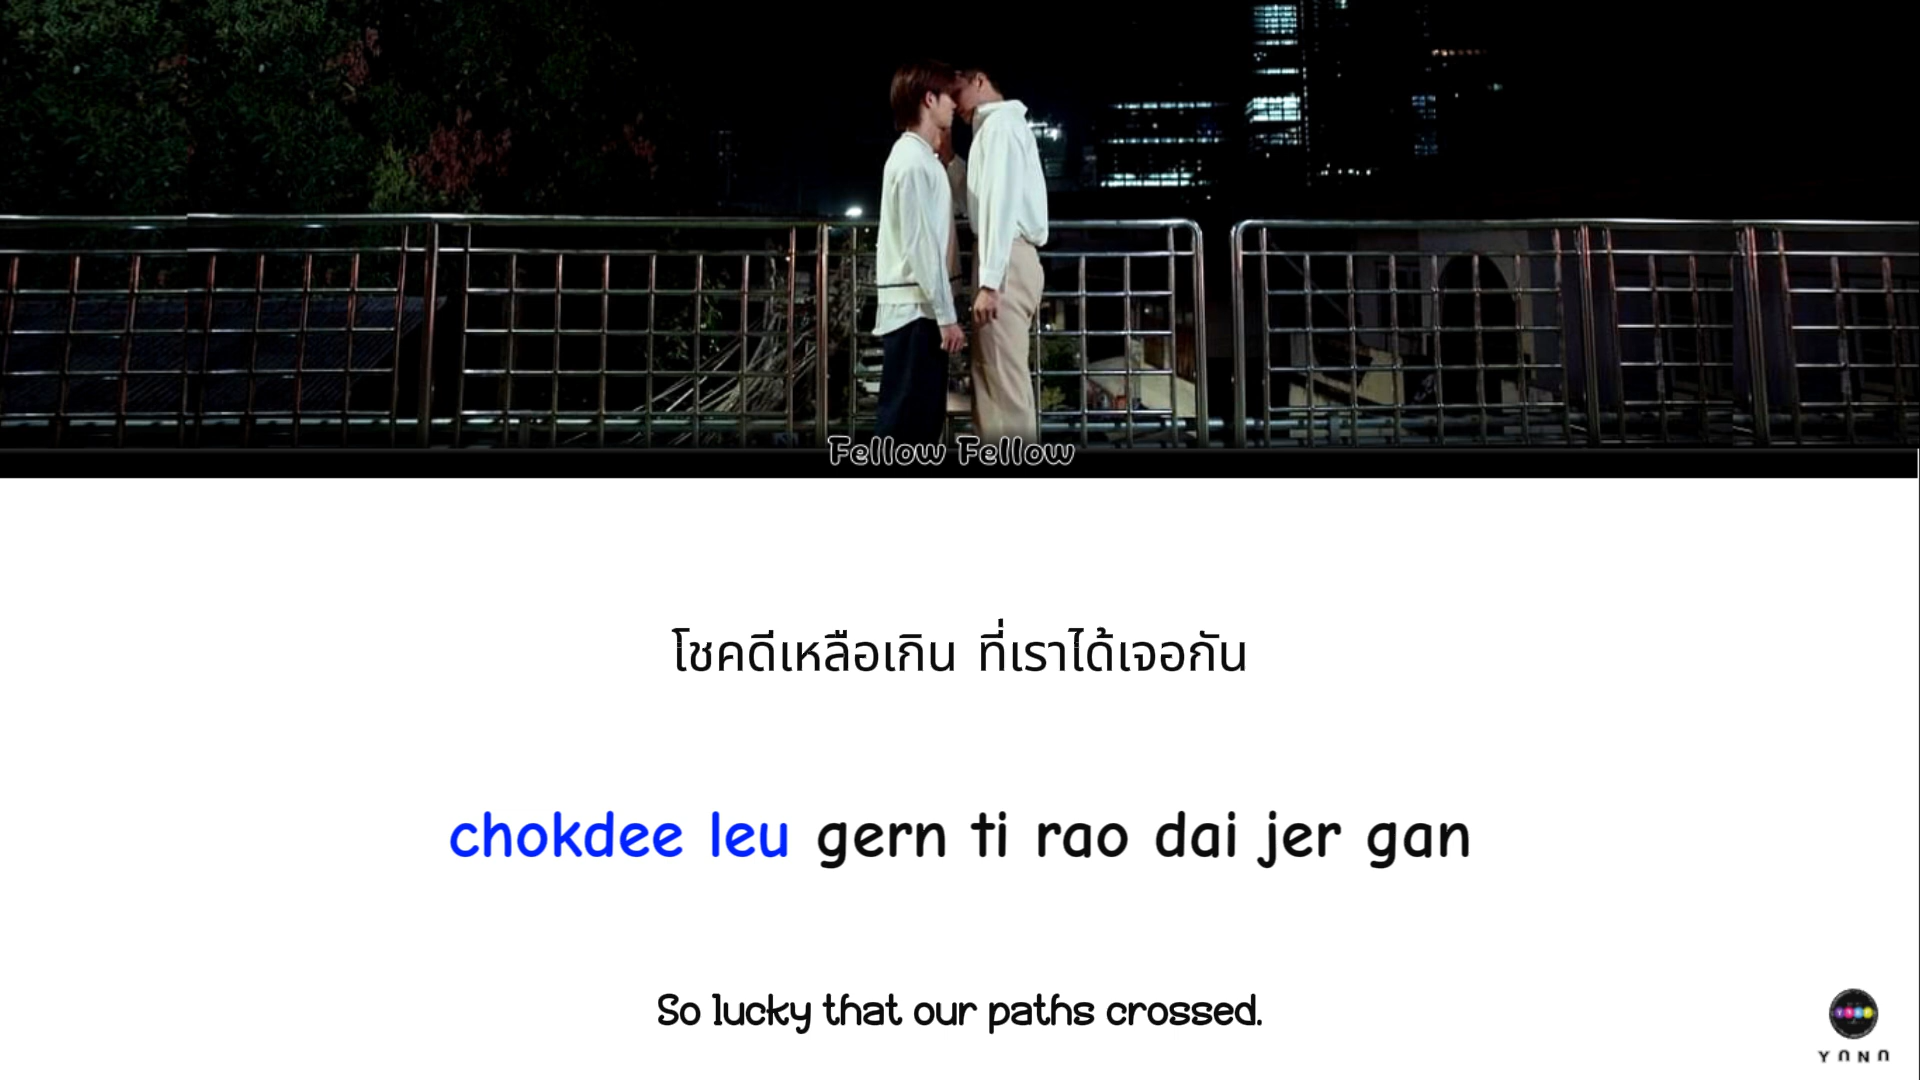 Fellow Fellow
โชคดีเหลือเกิน ที่เราได้เจอกัน
chokdee leu gern ti rao dai jer gan
So lucky that our paths crossed.
YANA